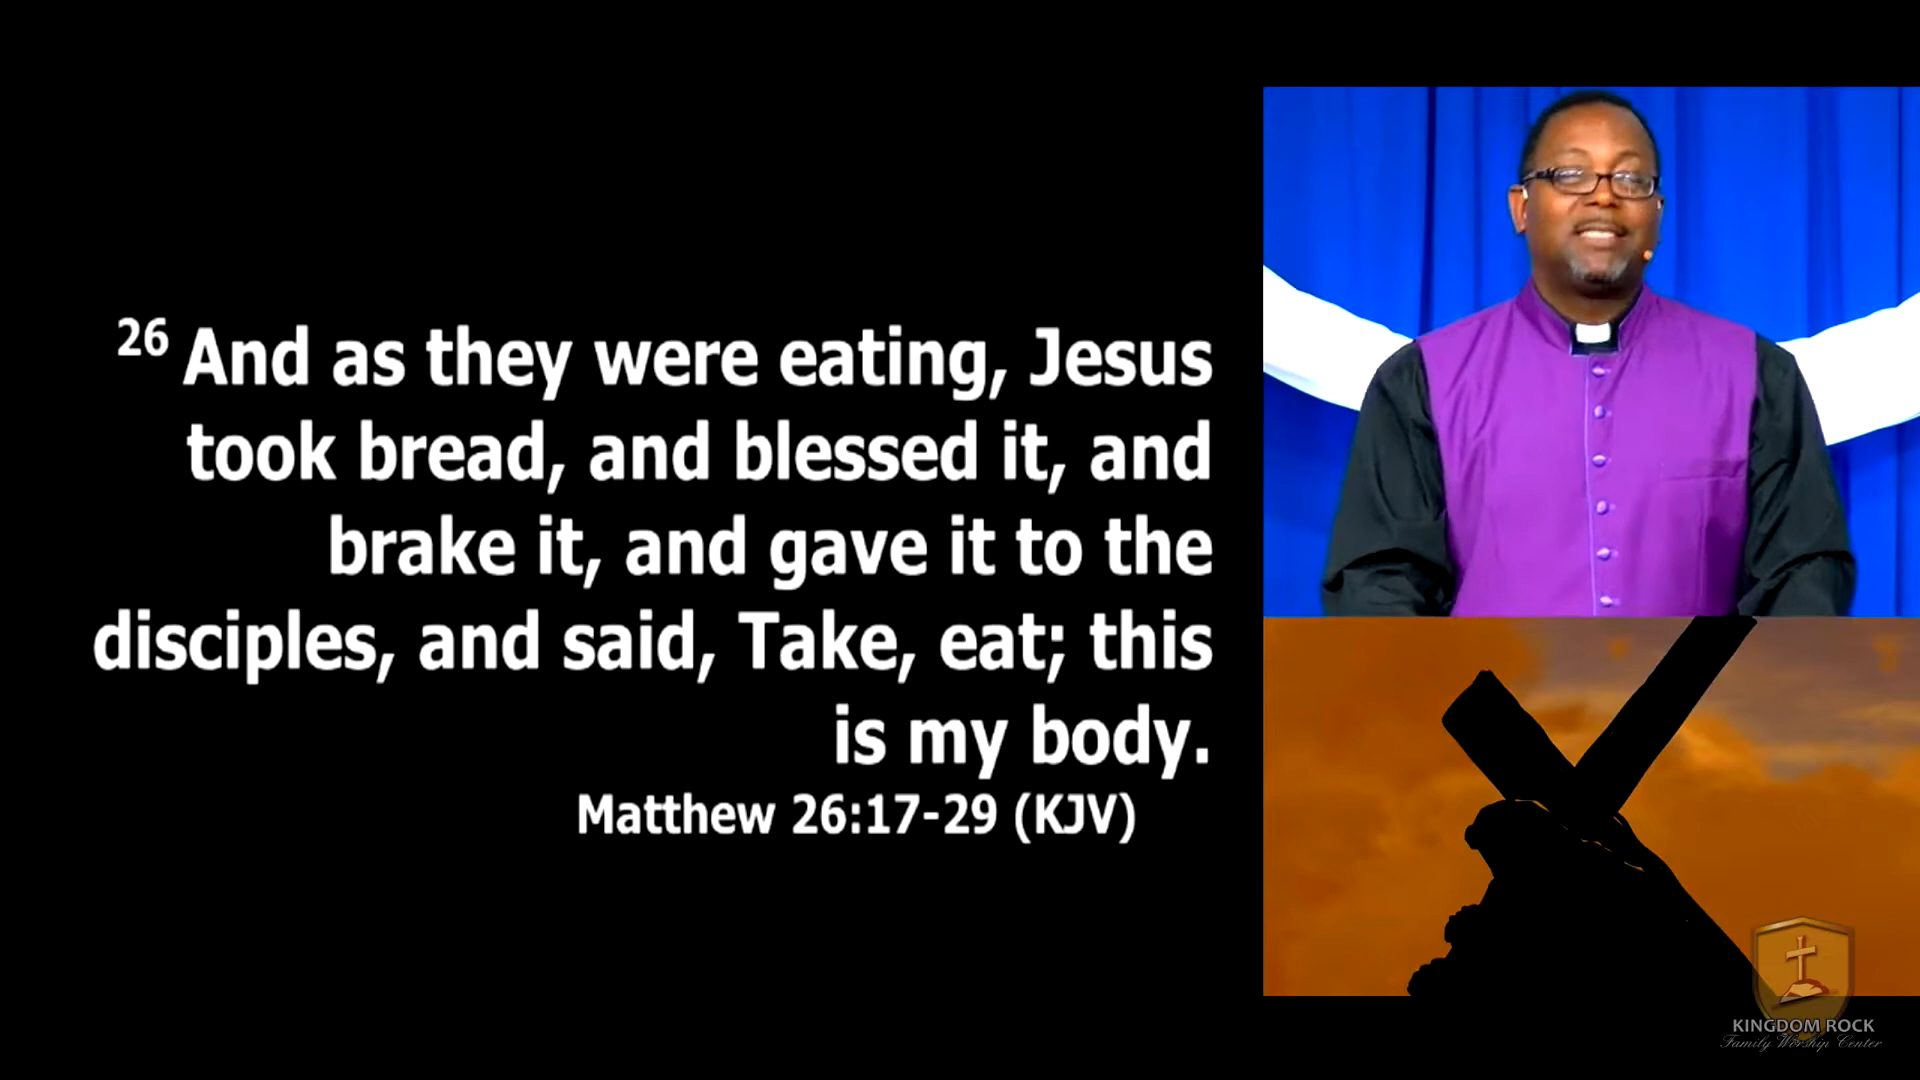 26 And as they were eating, Jesus
took bread, and blessed it, and
brake it, and gave it to the
disciples, and said, Take, eat; this
is my body.
Matthew 26:17-29 (KJV)
KINGDOM ROCK
Family Worship Center